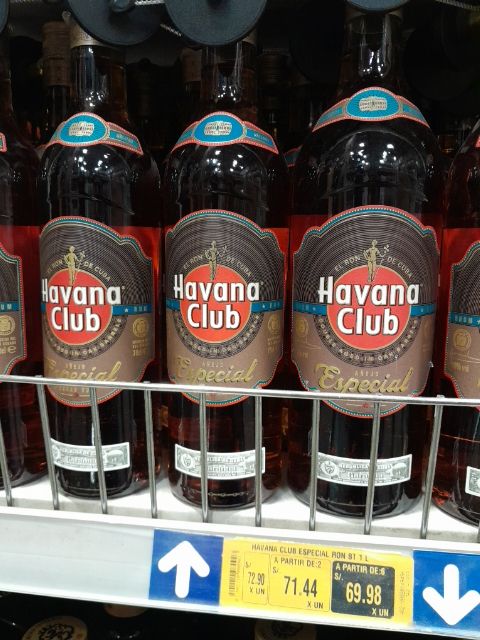 EL RON DE CUBA
Havana
Club
AÑEJO
Especial
EL RON DE CUBA
Havana
Club
AÑEJO
Especial
EL RON DE CUBA
Havana
Club
AÑEJO
Especial
HAVANA CLUB ESPECIAL RON BT 1 L
S/.
72.90
X UN
A PARTIR DE:2
S/.
71.44
X UN
A PARTIR DE:6
S/.
69.98
X UN